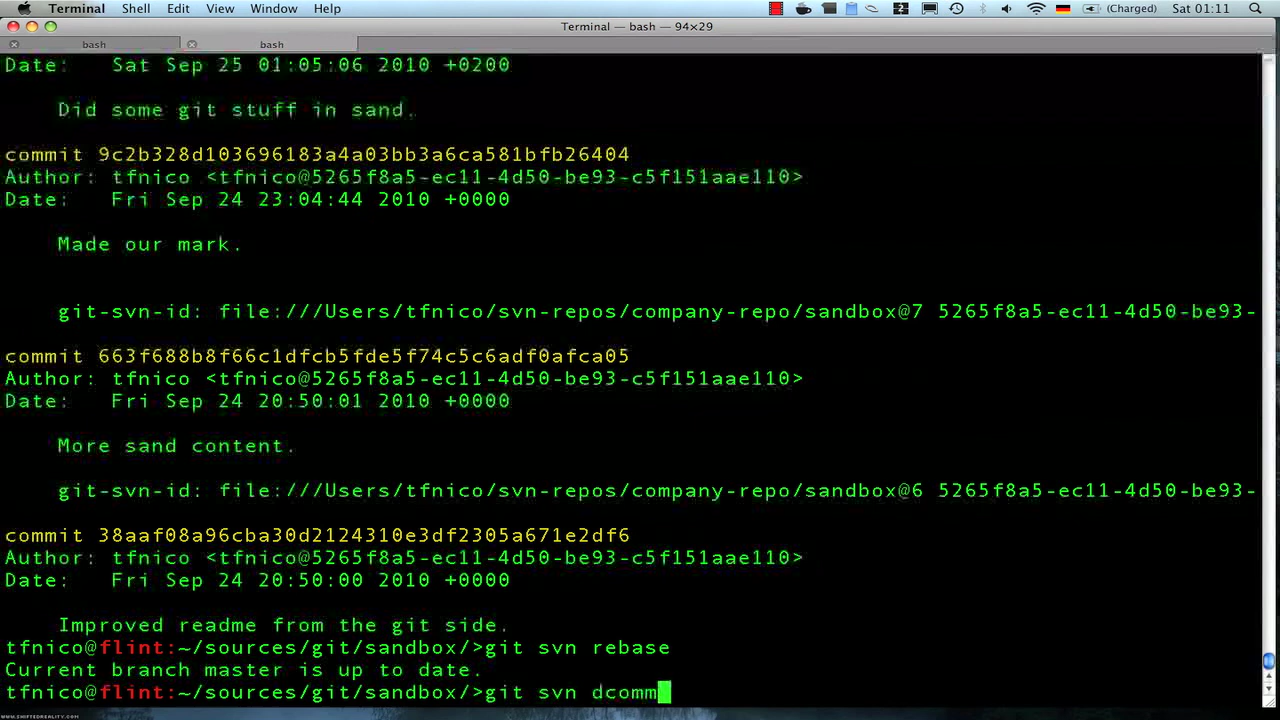 Terminal Shell Edit View Window Help 2 (Charged) Sat 01:11
Terminal — bash — 94×29
bash bash
Date:   Sat Sep 25 01:05:06 2010 +0200
Did some git stuff in sand.
commit 9c2b328d103696183a4a03bb3a6ca581bfb26404
Author: tfnico <tfnico@5265f8a5-ec11-4d50-be93-c5f151aae110>
Date:   Fri Sep 24 23:04:44 2010 +0000
Made our mark.
git-svn-id: file:///Users/tfnico/svn-repos/company-repo/sandbox@7 5265f8a5-ec11-4d50-be93-
commit 663f688b8f66c1dfcb5fde5f74c5c6adf0afca05
Author: tfnico <tfnico@5265f8a5-ec11-4d50-be93-c5f151aae110>
Date:   Fri Sep 24 20:50:01 2010 +0000
More sand content.
git-svn-id: file:///Users/tfnico/svn-repos/company-repo/sandbox@6 5265f8a5-ec11-4d50-be93-
commit 38aaf08a96cba30d2124310e3df2305a671e2df6
Author: tfnico <tfnico@5265f8a5-ec11-4d50-be93-c5f151aae110>
Date:   Fri Sep 24 20:50:00 2010 +0000
Improved readme from the git side.
tfnico@flint:~/sources/git/sandbox/>git svn rebase
Current branch master is up to date.
tfnico@flint:~/sources/git/sandbox/>git svn dcomm
www.shiftedreality.com